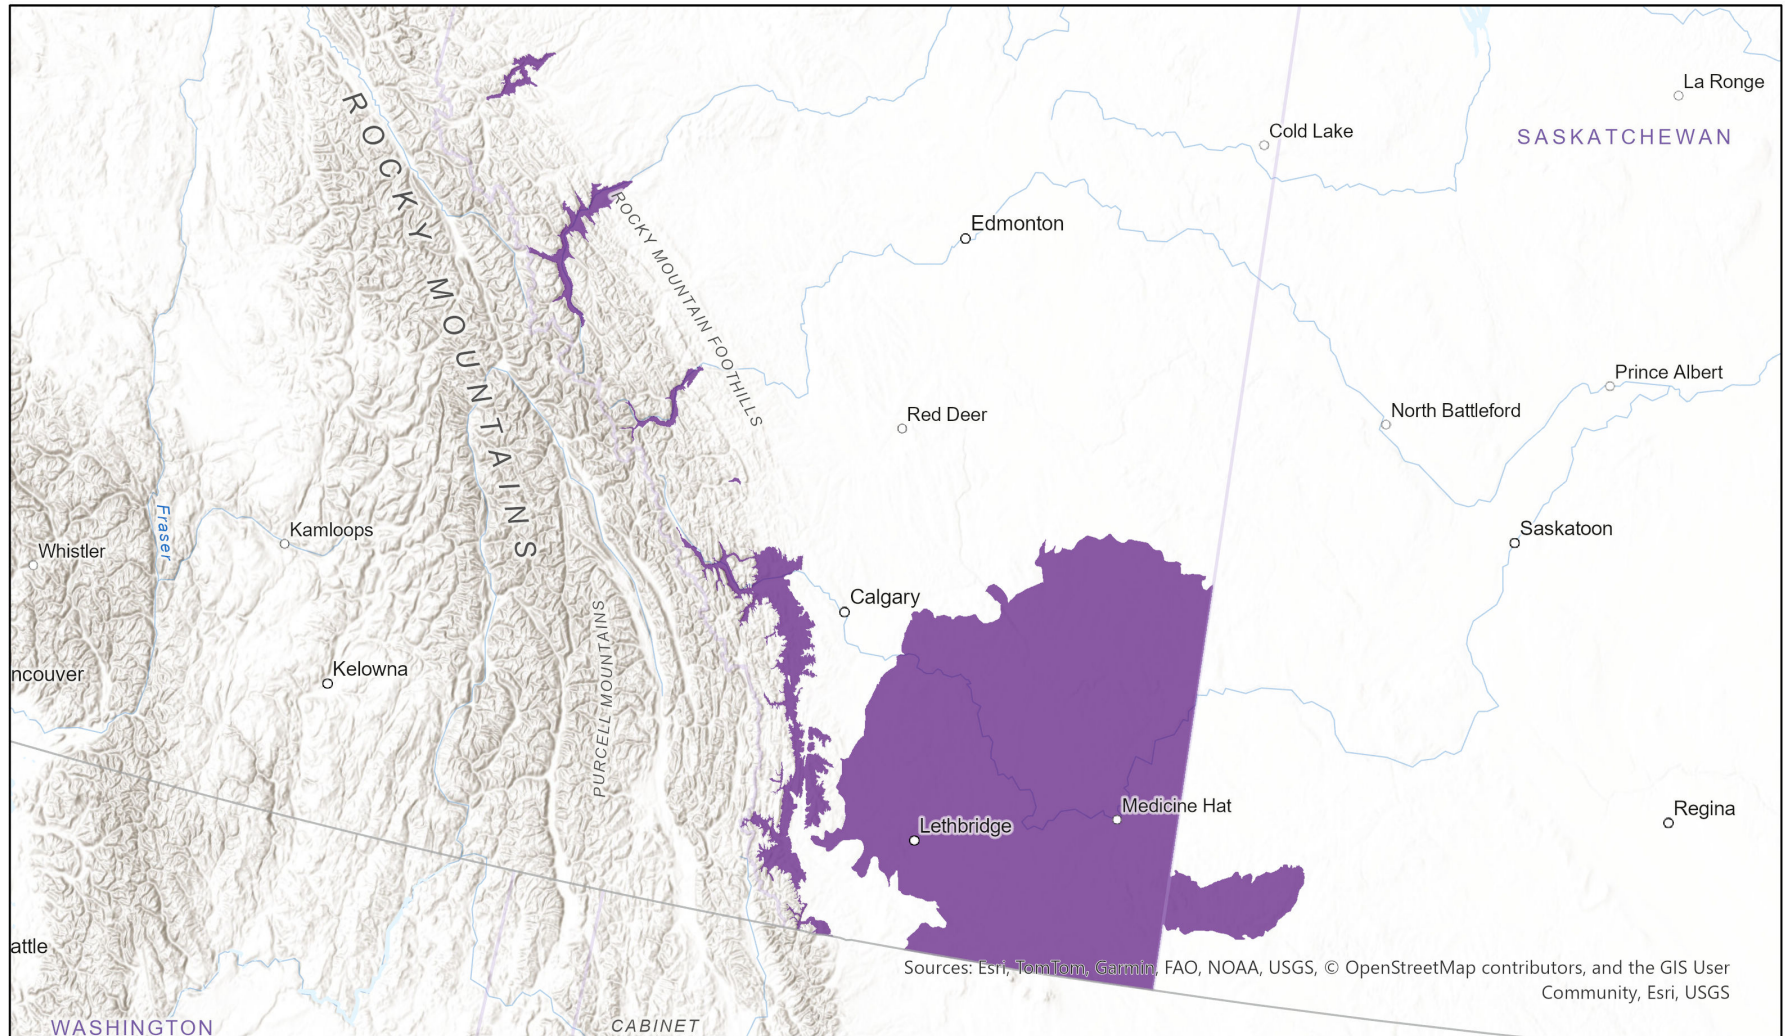 La Ronge
ROCKY MOUNTAINS
Cold Lake
SASKATCHEWAN
ROCKY MOUNTAIN FOOTHILLS
Edmonton
Prince Albert
Red Deer
North Battleford
Fraser
Kamloops
Saskatoon
Whistler
Calgary
PURCELL MOUNTAINS
Kelowna
ncouver
Medicine Hat
Regina
Lethbridge
attle
Sources: Esri, TomTom, Garmin, FAO, NOAA, USGS, © OpenStreetMap contributors, and the GIS User
Community, Esri, USGS
WASHINGTON
CABINET